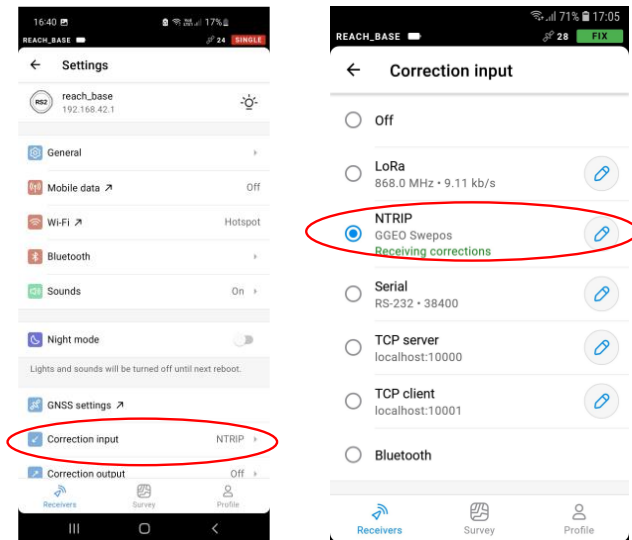 16:40 17%
REACH_BASE 24 SINGLE
Settings
RS2
reach_base
192.168.42.1
General
Mobile data Off
Wi-Fi Hotspot
Bluetooth
Sounds On
Night mode
Lights and sounds will be turned off until next reboot.
GNSS settings
Correction input NTRIP
Correction output Off
Receivers Survey Profile
71% 17:05
REACH_BASE 28 FIX
Correction input
Off
LoRa
868.0 MHz • 9.11 kb/s
NTRIP
GGEO Swepos
Receiving corrections
Serial
RS-232 • 38400
TCP server
localhost:10000
TCP client
localhost:10001
Bluetooth
Receivers Survey Profile